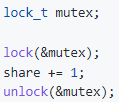 lock_t mutex;
lock(&mutex);
share += 1;
unlock(&mutex);